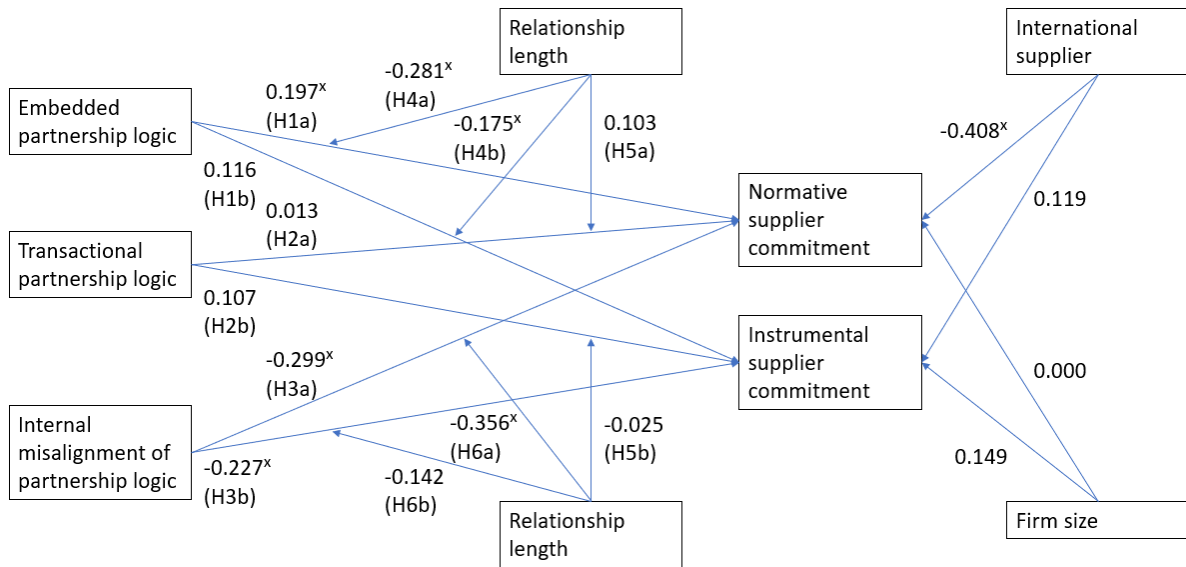 Relationship
length
International
supplier
-0.281ˣ
(H4a)
0.197ˣ
(H1a)
Embedded
partnership logic
-0.175ˣ
(H4b)
0.103
(H5a)
-0.408ˣ
0.116
(H1b)
0.013
(H2a)
Normative
supplier
commitment
0.119
Transactional
partnership logic
0.107
(H2b)
Instrumental
supplier
commitment
-0.299ˣ
(H3a)
0.000
Internal
misalignment of
partnership logic
-0.356ˣ
(H6a)
-0.025
(H5b)
0.149
-0.227ˣ
(H3b)
-0.142
(H6b)
Relationship
length
Firm size